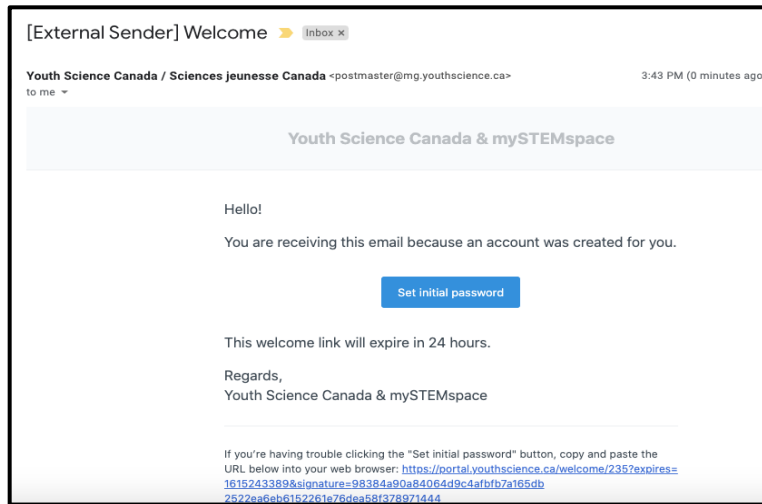 [External Sender] Welcome
Inbox ×
Youth Science Canada / Sciences jeunesse Canada <postmaster@mg.youthscience.ca>
3:43 PM (0 minutes ago
to me
Youth Science Canada & mySTEMspace
Hello!
You are receiving this email because an account was created for you.
Set initial password
This welcome link will expire in 24 hours.
Regards,
Youth Science Canada & mySTEMspace
If you're having trouble clicking the "Set initial password" button, copy and paste the
URL below into your web browser: https://portal.youthscience.ca/welcome/235?expires=
1615243389&signature=98384a90a84064d9c4afbfb7a165db
2522ea6eb6152261e76dea58f378971444